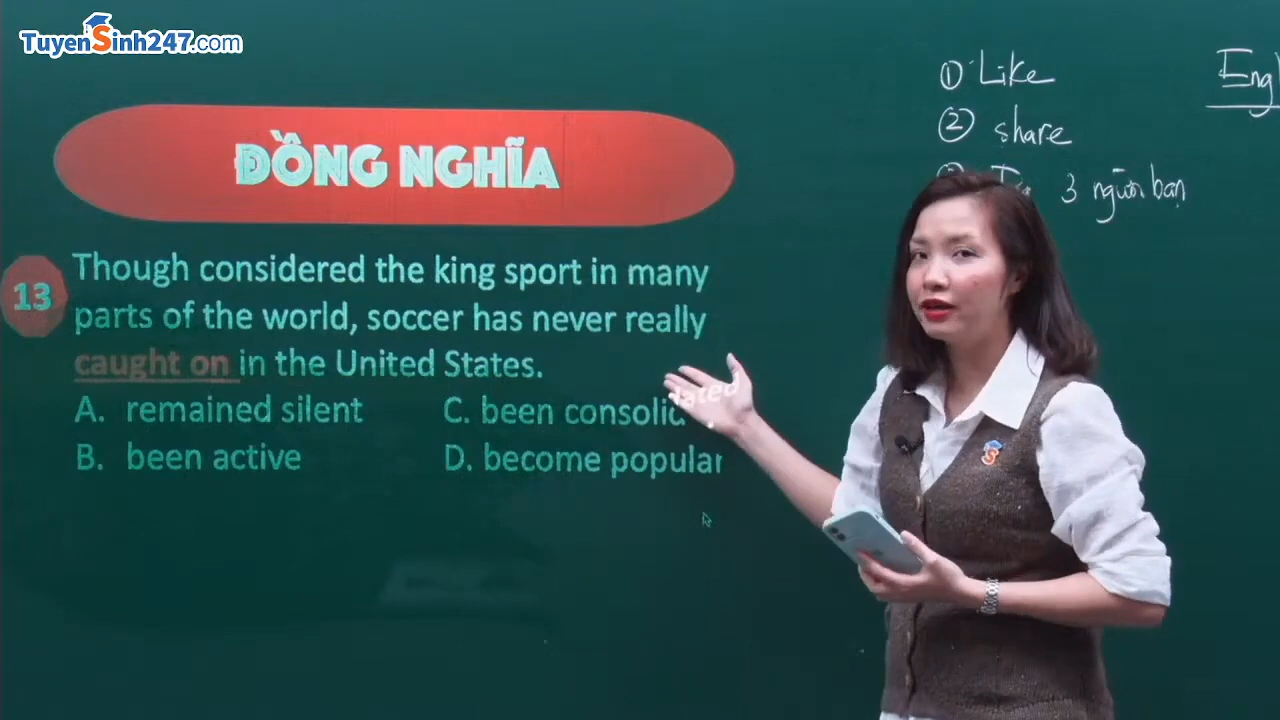 TuyenSinh247.com
① Like
② share
3 người bạn
Eng
ĐỒNG NGHĨA
13
Though considered the king sport in many
parts of the world, soccer has never really
caught on in the United States.
A. remained silent
C. been consolidated
B. been active
D. become popular